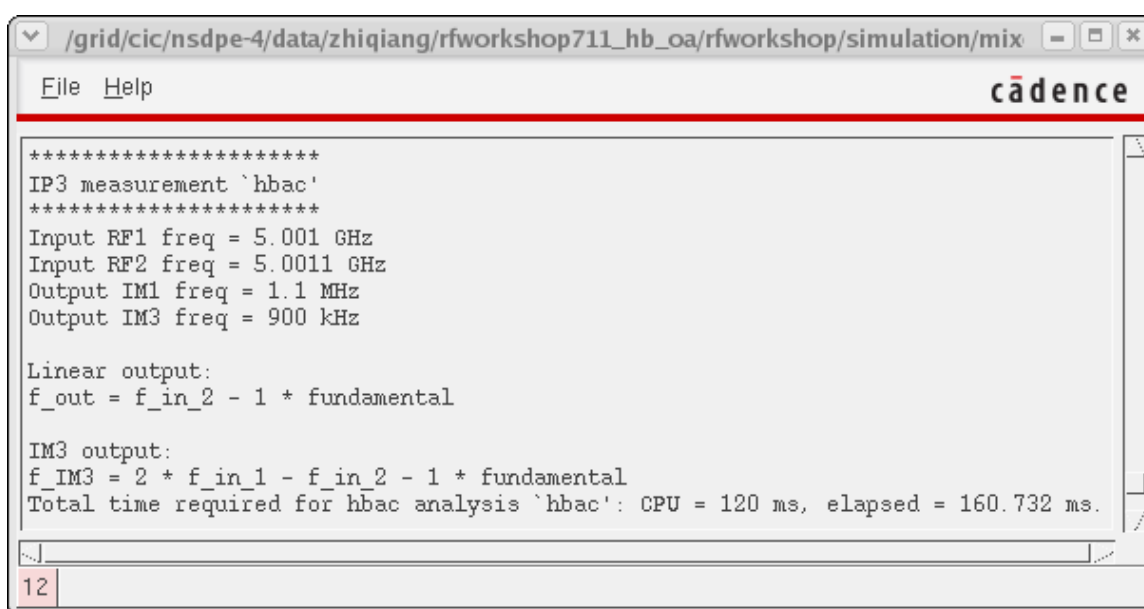 /grid/cic/nsdpe-4/data/zhiqiang/rfworkshop711_hb_oa/rfworkshop/simulation/mix
File Help
cādence
**********************
IP3 measurement `hbac'
**********************
Input RF1 freq = 5.001 GHz
Input RF2 freq = 5.0011 GHz
Output IM1 freq = 1.1 MHz
Output IM3 freq = 900 kHz
Linear output:
f_out = f_in_2 - 1 * fundamental
IM3 output:
f_IM3 = 2 * f_in_1 - f_in_2 - 1 * fundamental
Total time required for hbac analysis `hbac': CPU = 120 ms, elapsed = 160.732 ms.
12